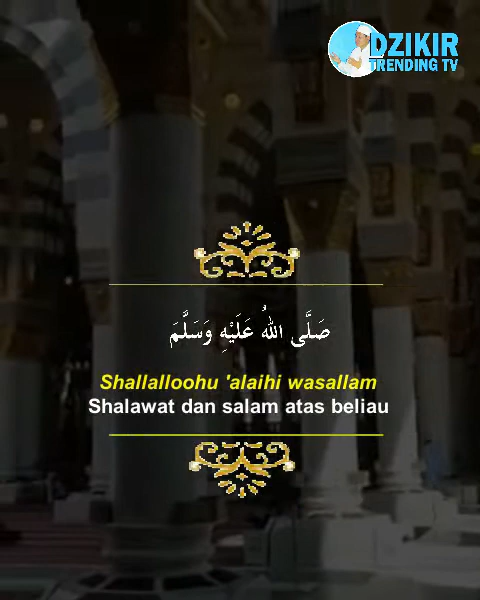 DZIKIR
TRENDING TV
صَلَّى اللهُ عَلَيْهِ وَسَلَّمَ
Shallalloohu 'alaihi wasallam
Shalawat dan salam atas beliau